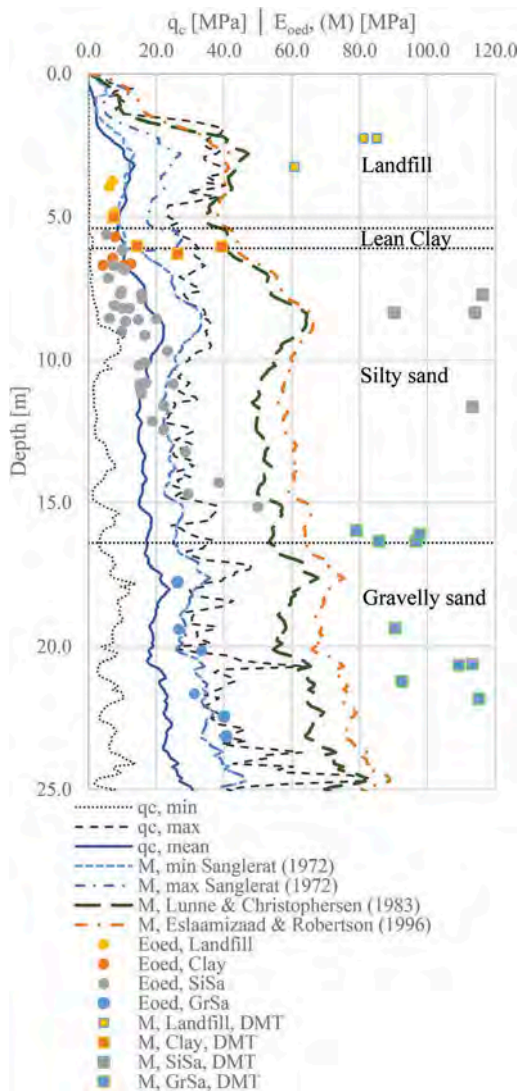 qc [MPa] | Eoed, (M) [MPa]
0.0 20.0 40.0 60.0 80.0 100.0 120.0
0.0
Landfill
5.0
Lean Clay
10.0
Silty sand
Depth [m]
15.0
Gravelly sand
20.0
25.0
qc, min
qc, max
qc, mean
M, min Sanglerat (1972)
M, max Sanglerat (1972)
M, Lunne & Christophersen (1983)
M, Eslaamizaad & Robertson (1996)
Eoed, Landfill
Eoed, Clay
Eoed, SiSa
Eoed, GrSa
M, Landfill, DMT
M, Clay, DMT
M, SiSa, DMT
M, GrSa, DMT